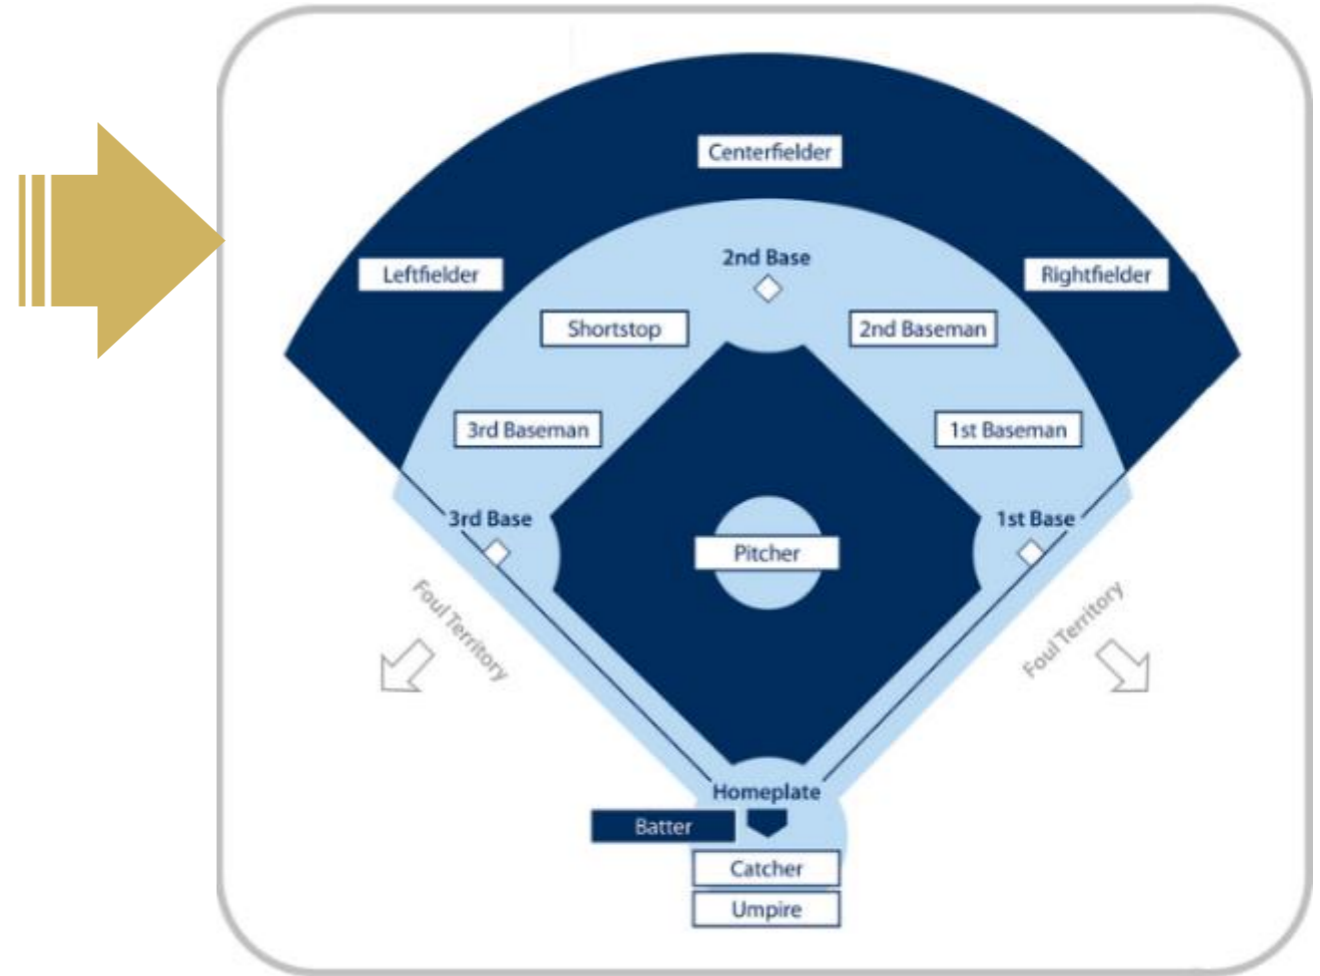 Centerfielder
2nd Base
Leftfielder
Rightfielder
Shortstop
2nd Baseman
3rd Baseman
1st Baseman
3rd Base
1st Base
Pitcher
Foul Territory
Foul Territory
Homeplate
Batter
Catcher
Umpire